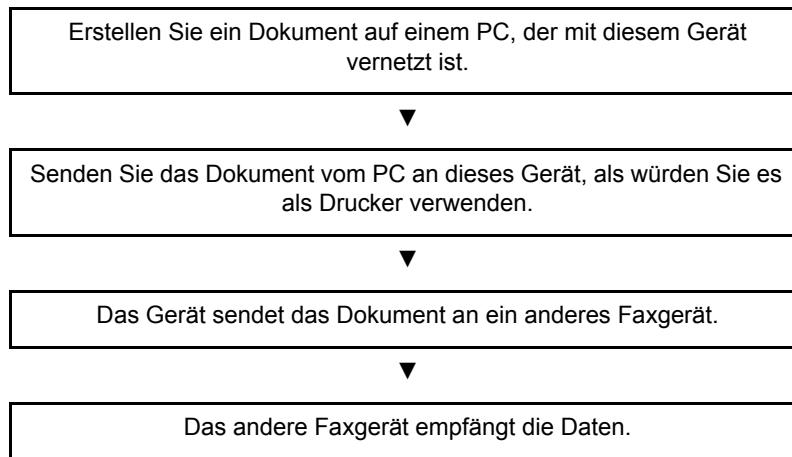 Erstellen Sie ein Dokument auf einem PC, der mit diesem Gerät
vernetzt ist.
▼
Senden Sie das Dokument vom PC an dieses Gerät, als würden Sie es
als Drucker verwenden.
▼
Das Gerät sendet das Dokument an ein anderes Faxgerät.
▼
Das andere Faxgerät empfängt die Daten.